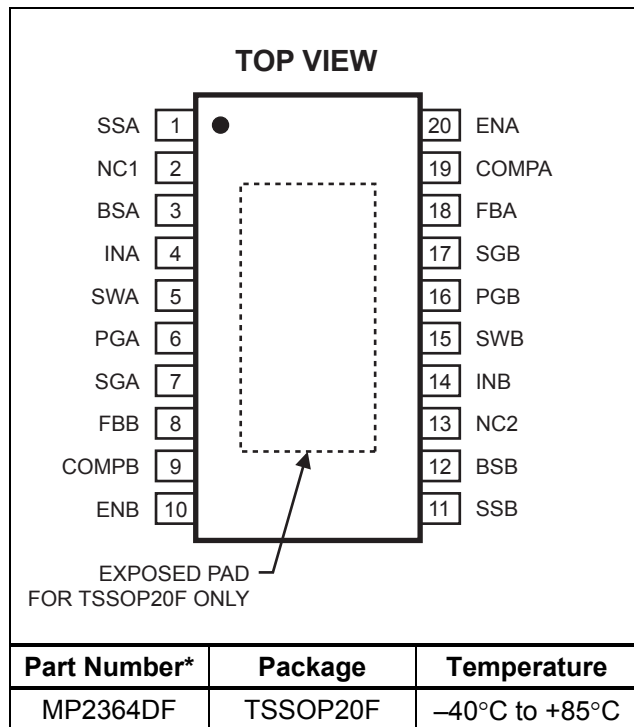 TOP VIEW
SSA 1 20 ENA
NC1 2 19 COMPA
BSA 3 18 FBA
INA 4 17 SGB
SWA 5 16 PGB
PGA 6 15 SWB
SGA 7 14 INB
FBB 8 13 NC2
COMPB 9 12 BSB
ENB 10 11 SSB
EXPOSED PAD
FOR TSSOP20F ONLY
Part Number* Package Temperature
MP2364DF TSSOP20F –40°C to +85°C